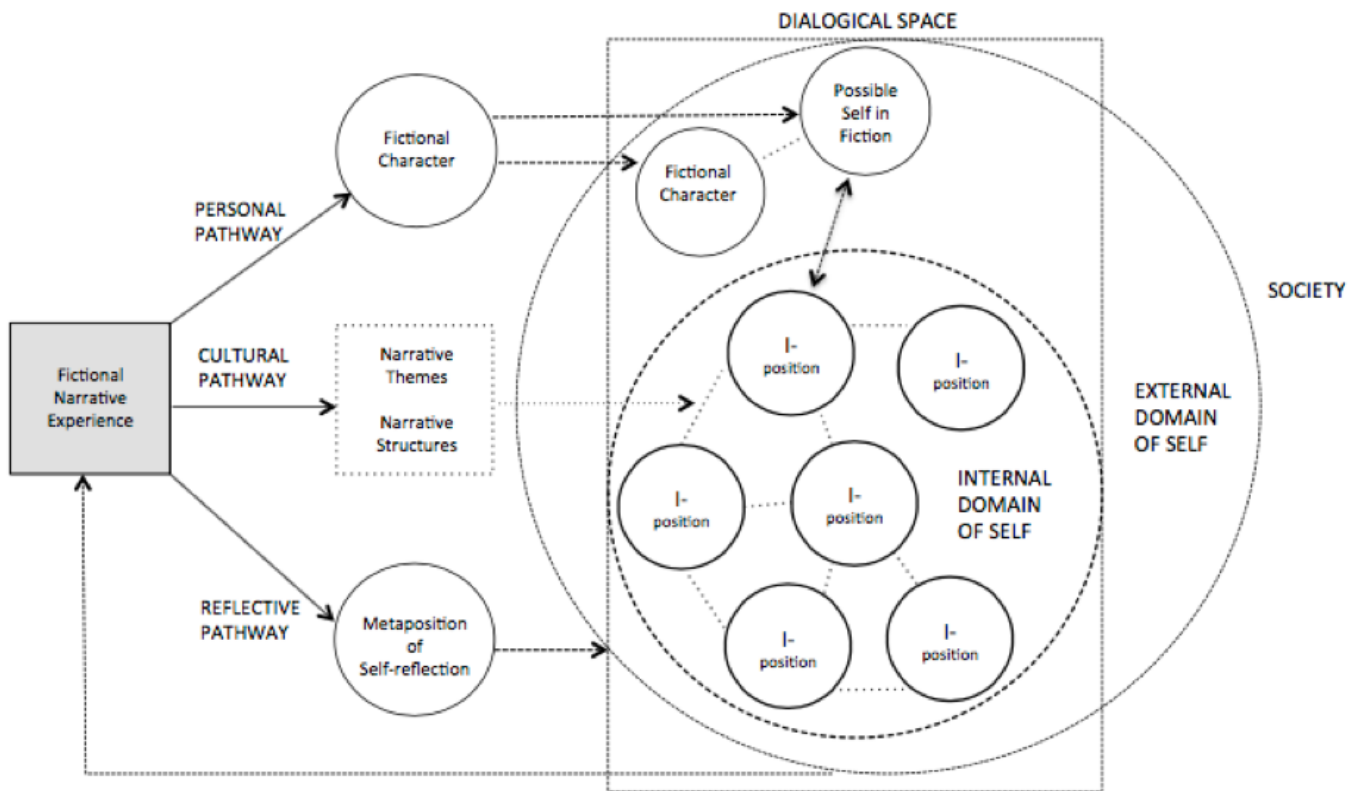 DIALOGICAL SPACE
Possible
Self in
Fiction
Fictional
Character
Fictional
Character
PERSONAL
PATHWAY
SOCIETY
Fictional
Narrative
Experience
CULTURAL
PATHWAY
Narrative
Themes
Narrative
Structures
I-
position
I-
position
EXTERNAL
DOMAIN
OF SELF
I-
position
I-
position
INTERNAL
DOMAIN
OF SELF
REFLECTIVE
PATHWAY
Metaposition
of
Self-reflection
I-
position
I-
position